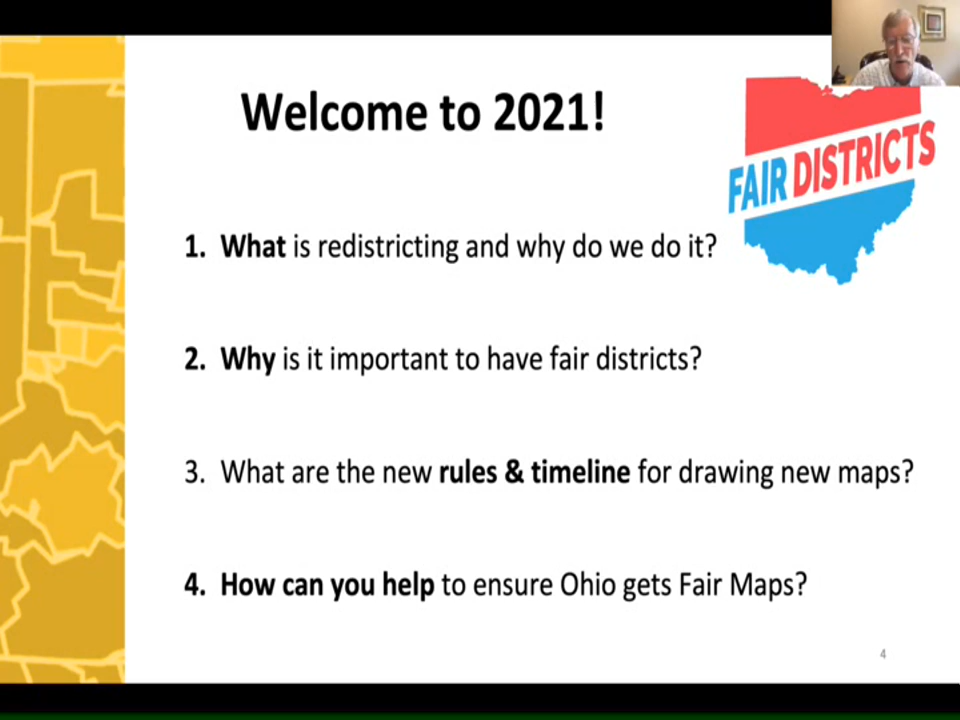 Welcome to 2021!
FAIR DISTRICTS
1. What is redistricting and why do we do it?
2. Why is it important to have fair districts?
3. What are the new rules & timeline for drawing new maps?
4. How can you help to ensure Ohio gets Fair Maps?
4